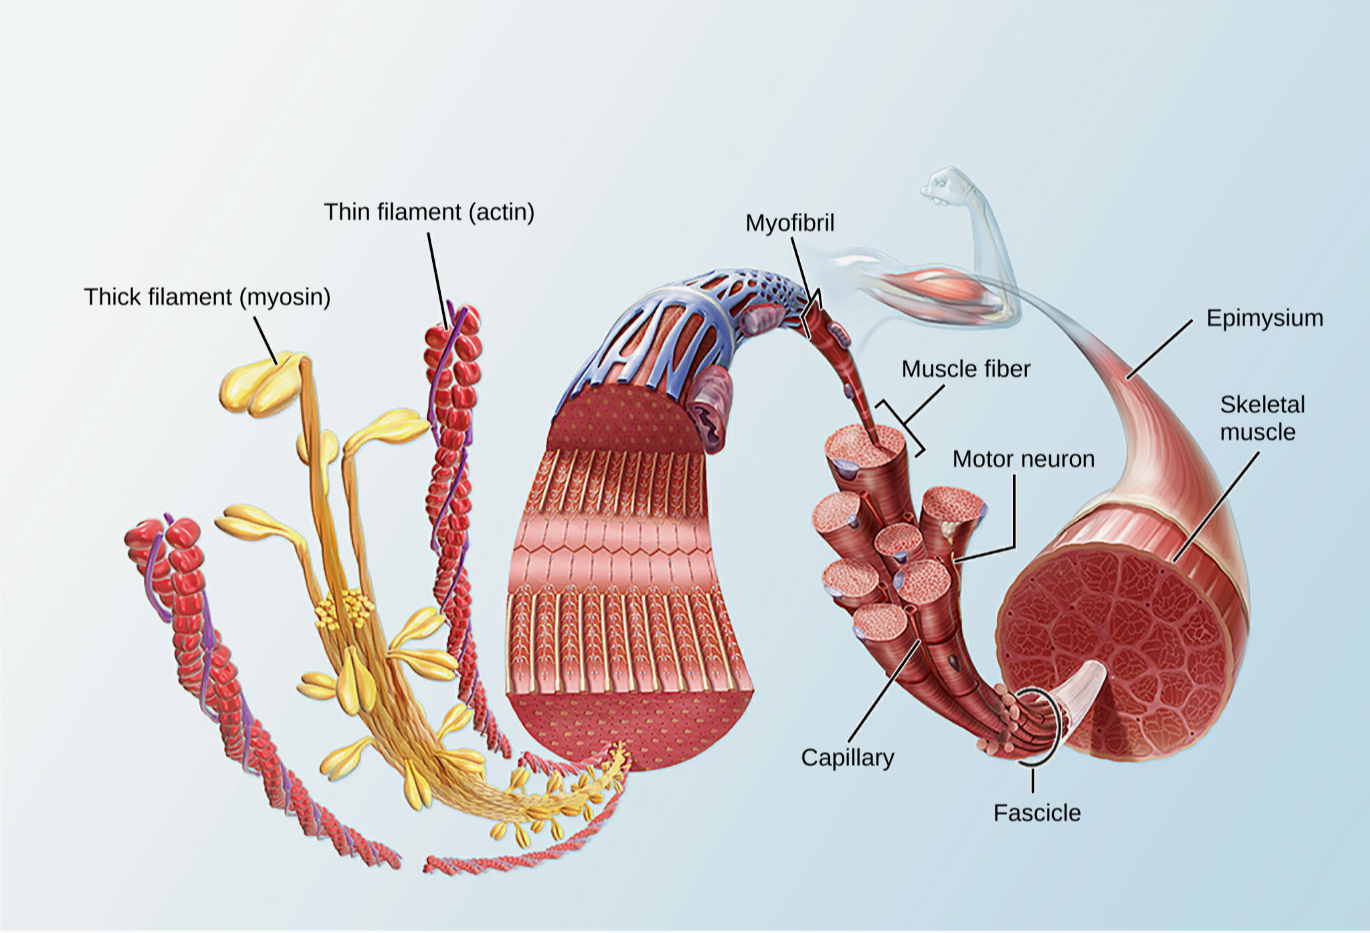 Thin filament (actin)
Myofibril
Thick filament (myosin)
Epimysium
Muscle fiber
Skeletal
muscle
Motor neuron
Capillary
Fascicle